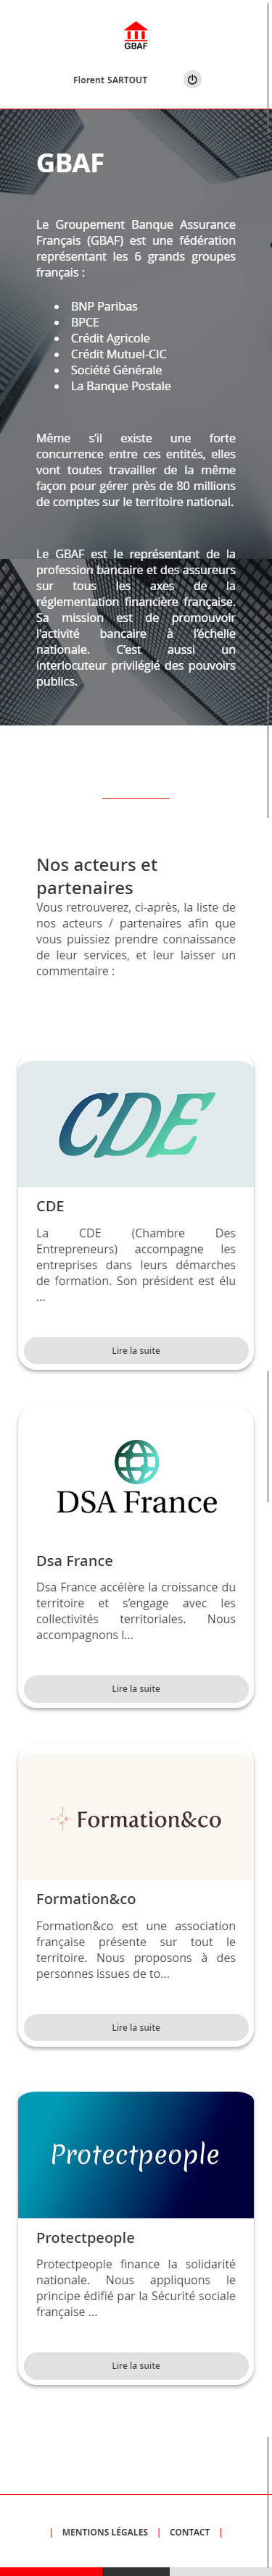 GBAF
Florent SARTOUT
GBAF
Le Groupement Banque Assurance
Français (GBAF) est une fédération
représentant les 6 grands groupes
français :
• BNP Paribas
• BPCE
• Crédit Agricole
• Crédit Mutuel-CIC
• Société Générale
• La Banque Postale
Même s'il existe une forte
concurrence entre ces entités, elles
vont toutes travailler de la même
façon pour gérer près de 80 millions
de comptes sur le territoire national.
Le GBAF est le représentant de la
profession bancaire et des assureurs
sur tous les axes de la
réglementation financière française.
Sa mission est de promouvoir
l'activité bancaire à l'échelle
nationale. C'est aussi un
interlocuteur privilégié des pouvoirs
publics.
Nos acteurs et
partenaires
Vous retrouverez, ci-après, la liste de
nos acteurs / partenaires afin que
vous puissiez prendre connaissance
de leur services, et leur laisser un
commentaire :
CDE
CDE
La CDE (Chambre Des
Entrepreneurs) accompagne les
entreprises dans leurs démarches
de formation. Son président est élu
...
Lire la suite
DSA France
Dsa France
Dsa France accélère la croissance du
territoire et s'engage avec les
collectivités territoriales. Nous
accompagnons l...
Lire la suite
Formation&co
Formation&co
Formation&co est une association
française présente sur tout le
territoire. Nous proposons à des
personnes issues de to...
Lire la suite
Protectpeople
Protectpeople
Protectpeople finance la solidarité
nationale. Nous appliquons le
principe édifié par la Sécurité sociale
française ...
Lire la suite
| MENTIONS LÉGALES | CONTACT |